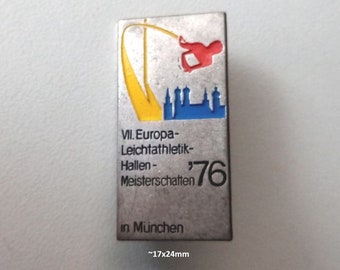 VII. Europa-
Leichtathletik-
Hallen-
Meisterschaften '76
in München
~17x24mm